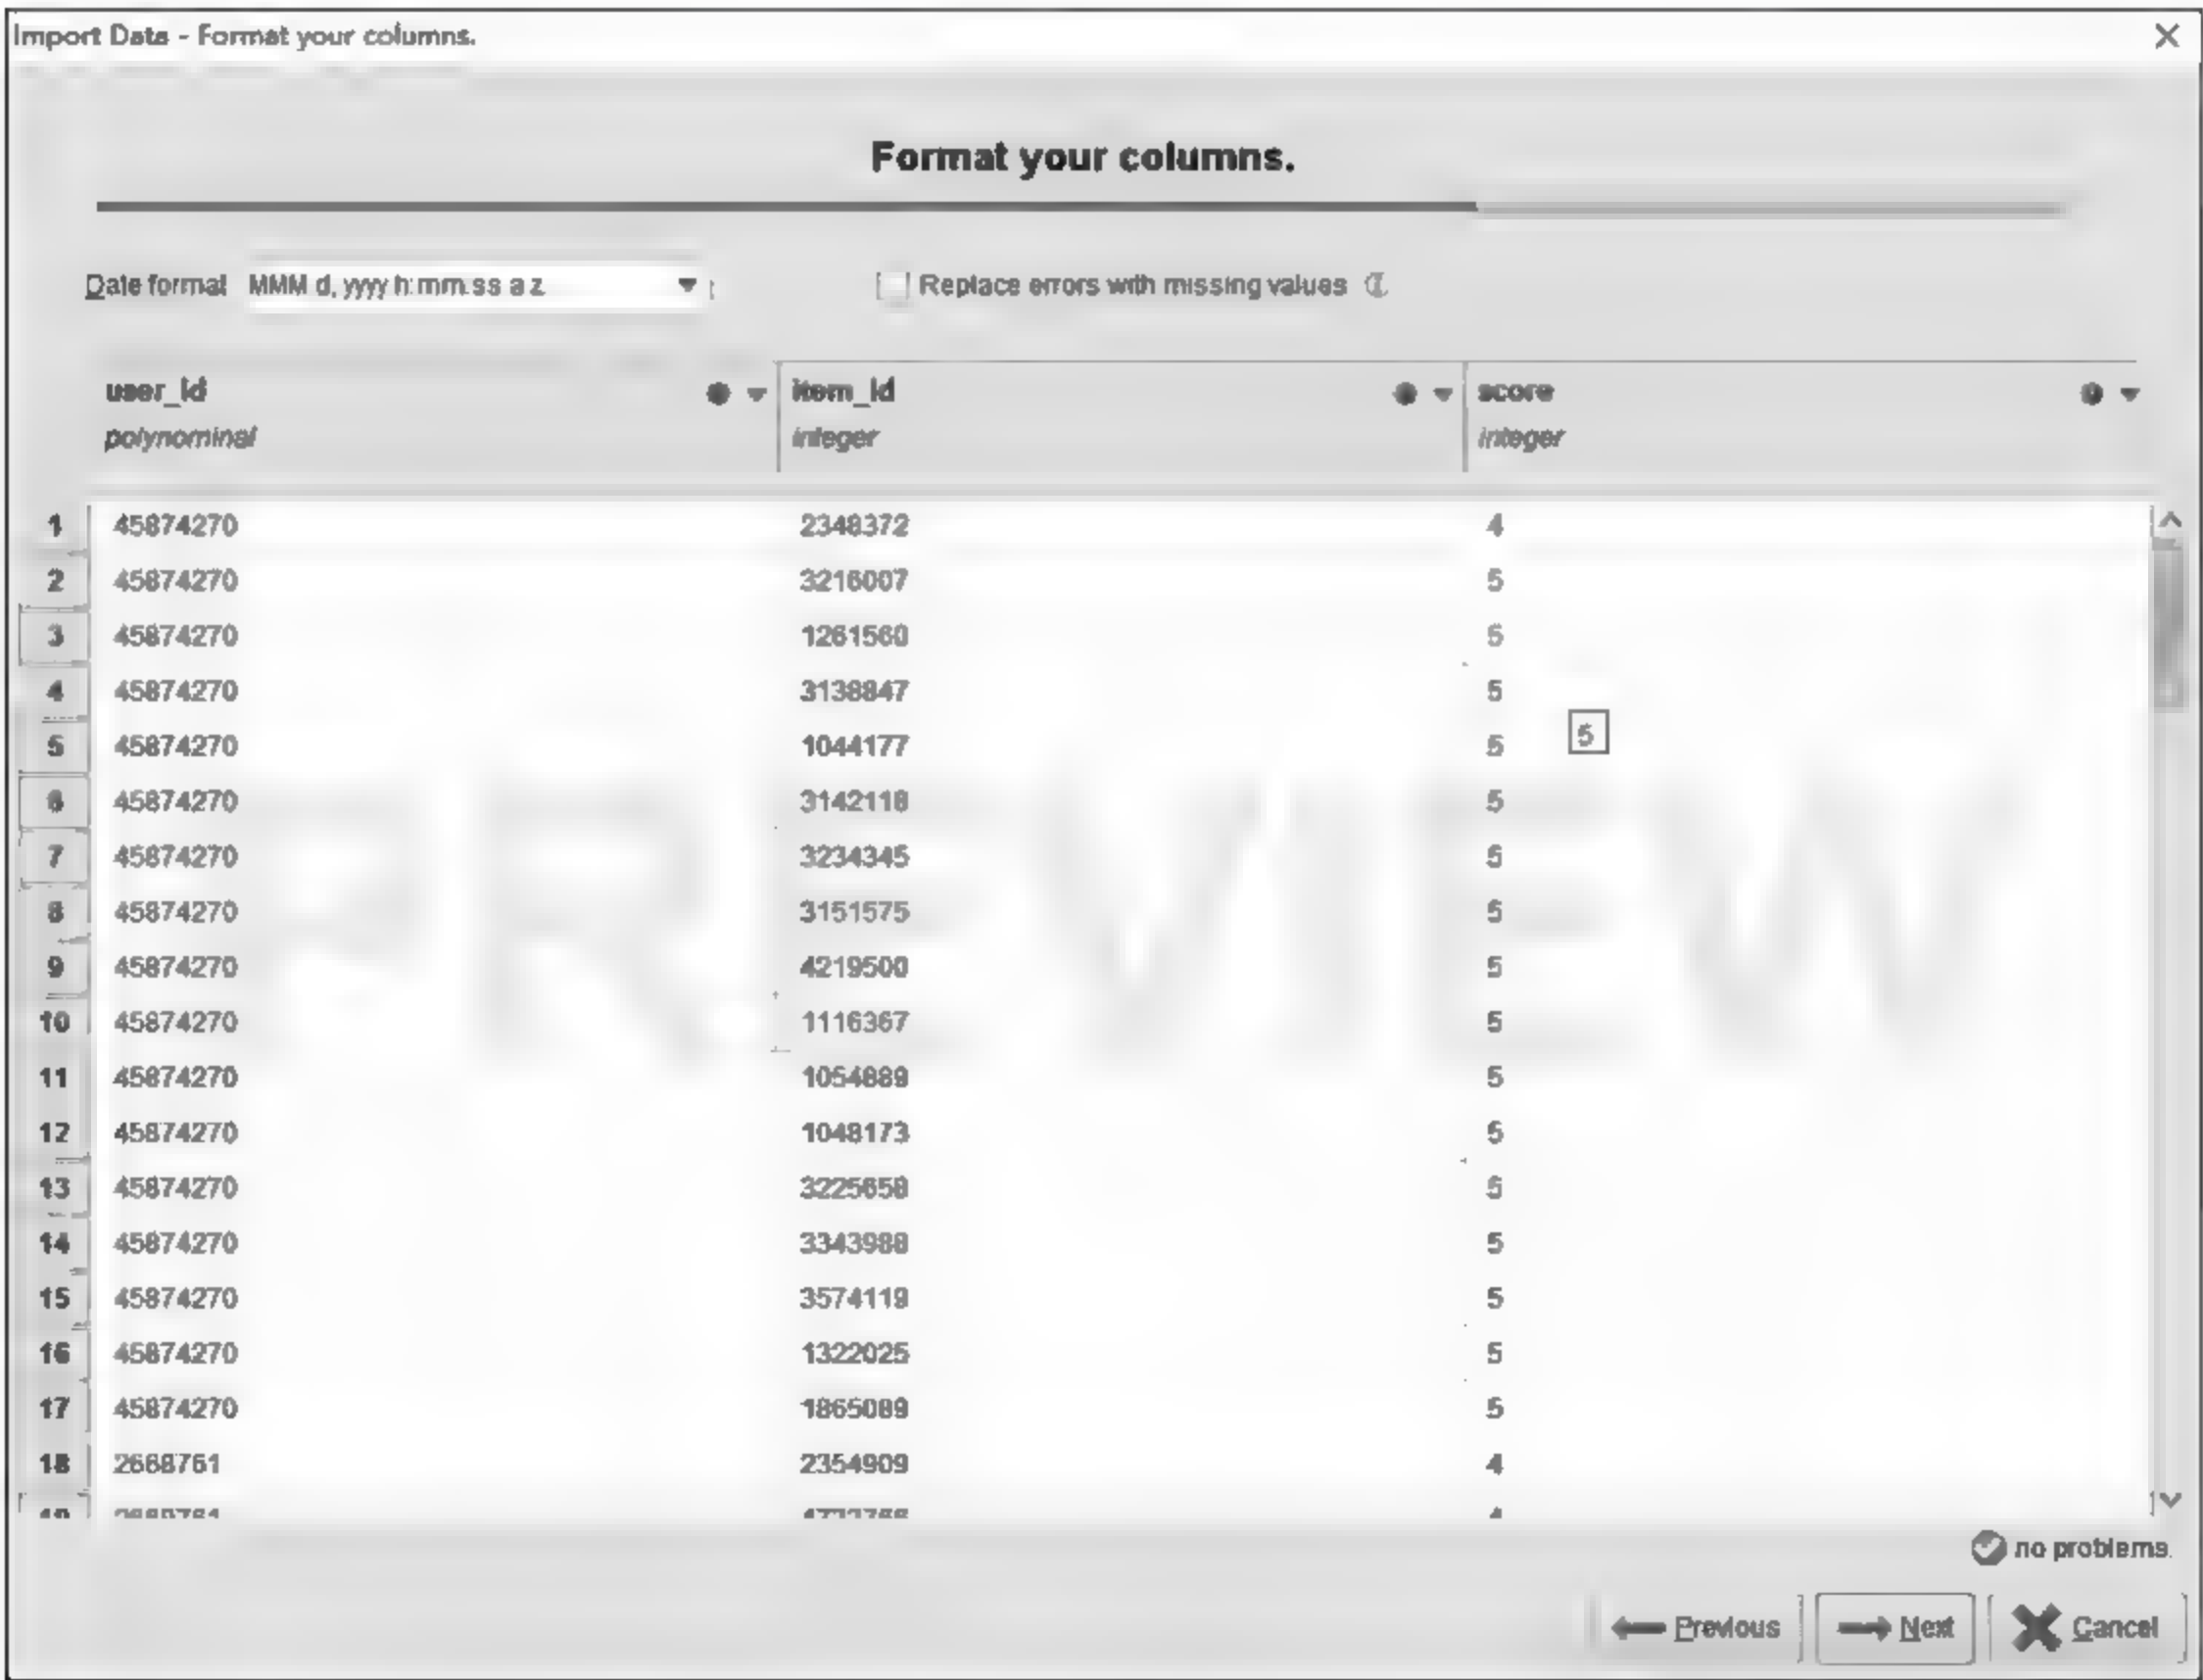 Import Data - Format your columns.
Format your columns.
Date format MMM d, yyyy h:mm:ss a z Replace errors with missing values
user_id item_id score
polynominal integer integer
1 45874270 2348372 4
2 45874270 3216007 5
3 45874270 1261560 5
4 45874270 3138847 5
5
5 45874270 1044177 5
6 45874270 3142118 5
7 45874270 3234345 5
8 45874270 3151575 5
9 45874270 4219500 5
10 45874270 1116367 5
11 45874270 1054889 5
12 45874270 1048173 5
13 45874270 3225658 5
14 45874270 3343988 5
15 45874270 3574119 5
16 45874270 1322025 5
17 45874270 1865089 5
18 2668761 2354909 4
PREVIEW
no problems.
Previous Next Cancel